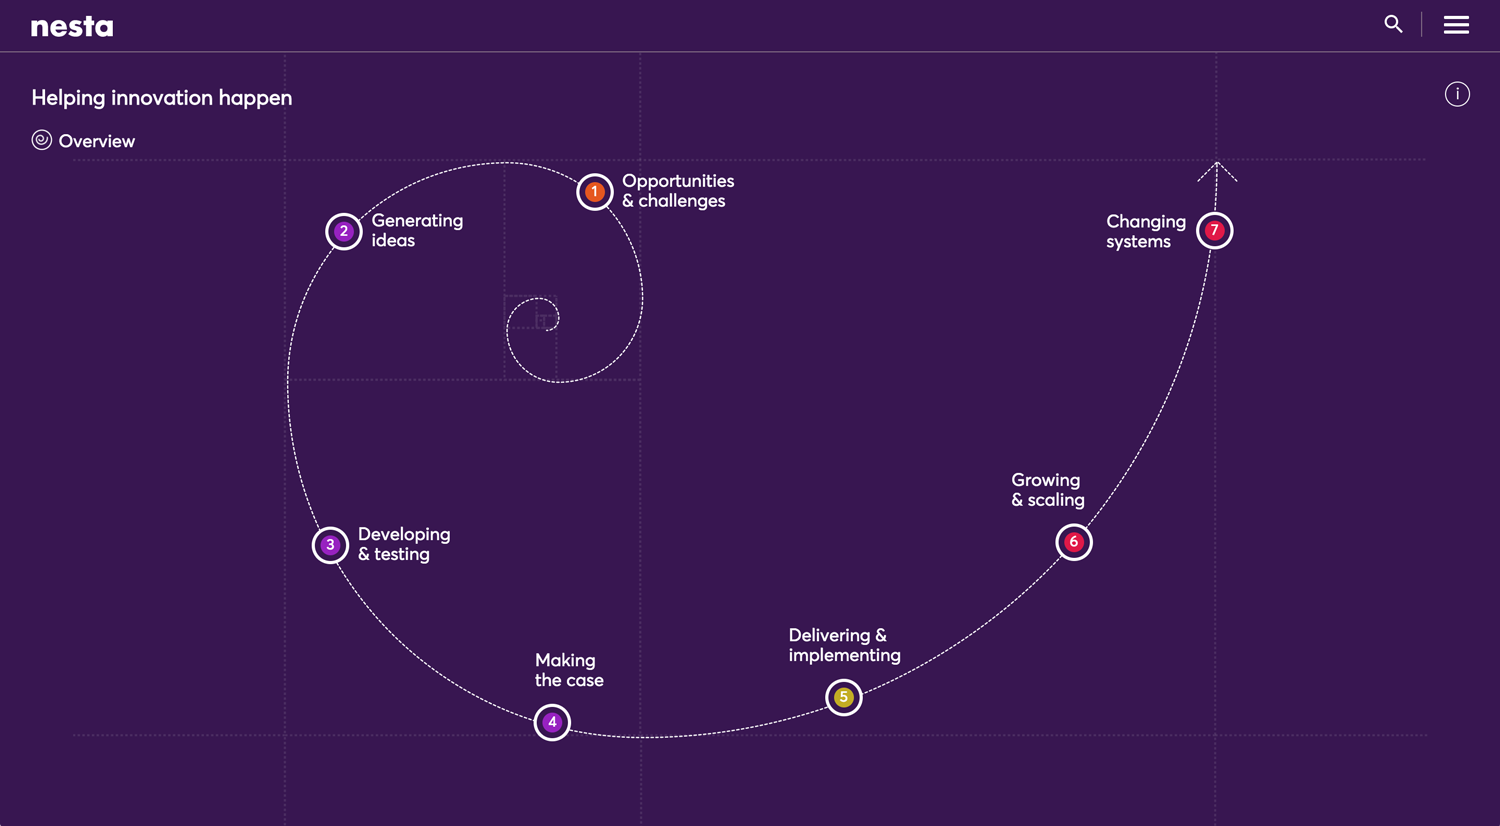 nesta
Helping innovation happen
i
Overview
1
Opportunities
& challenges
2
Generating
ideas
3
Developing
& testing
4
Making
the case
5
Delivering &
implementing
6
Growing
& scaling
7
Changing
systems